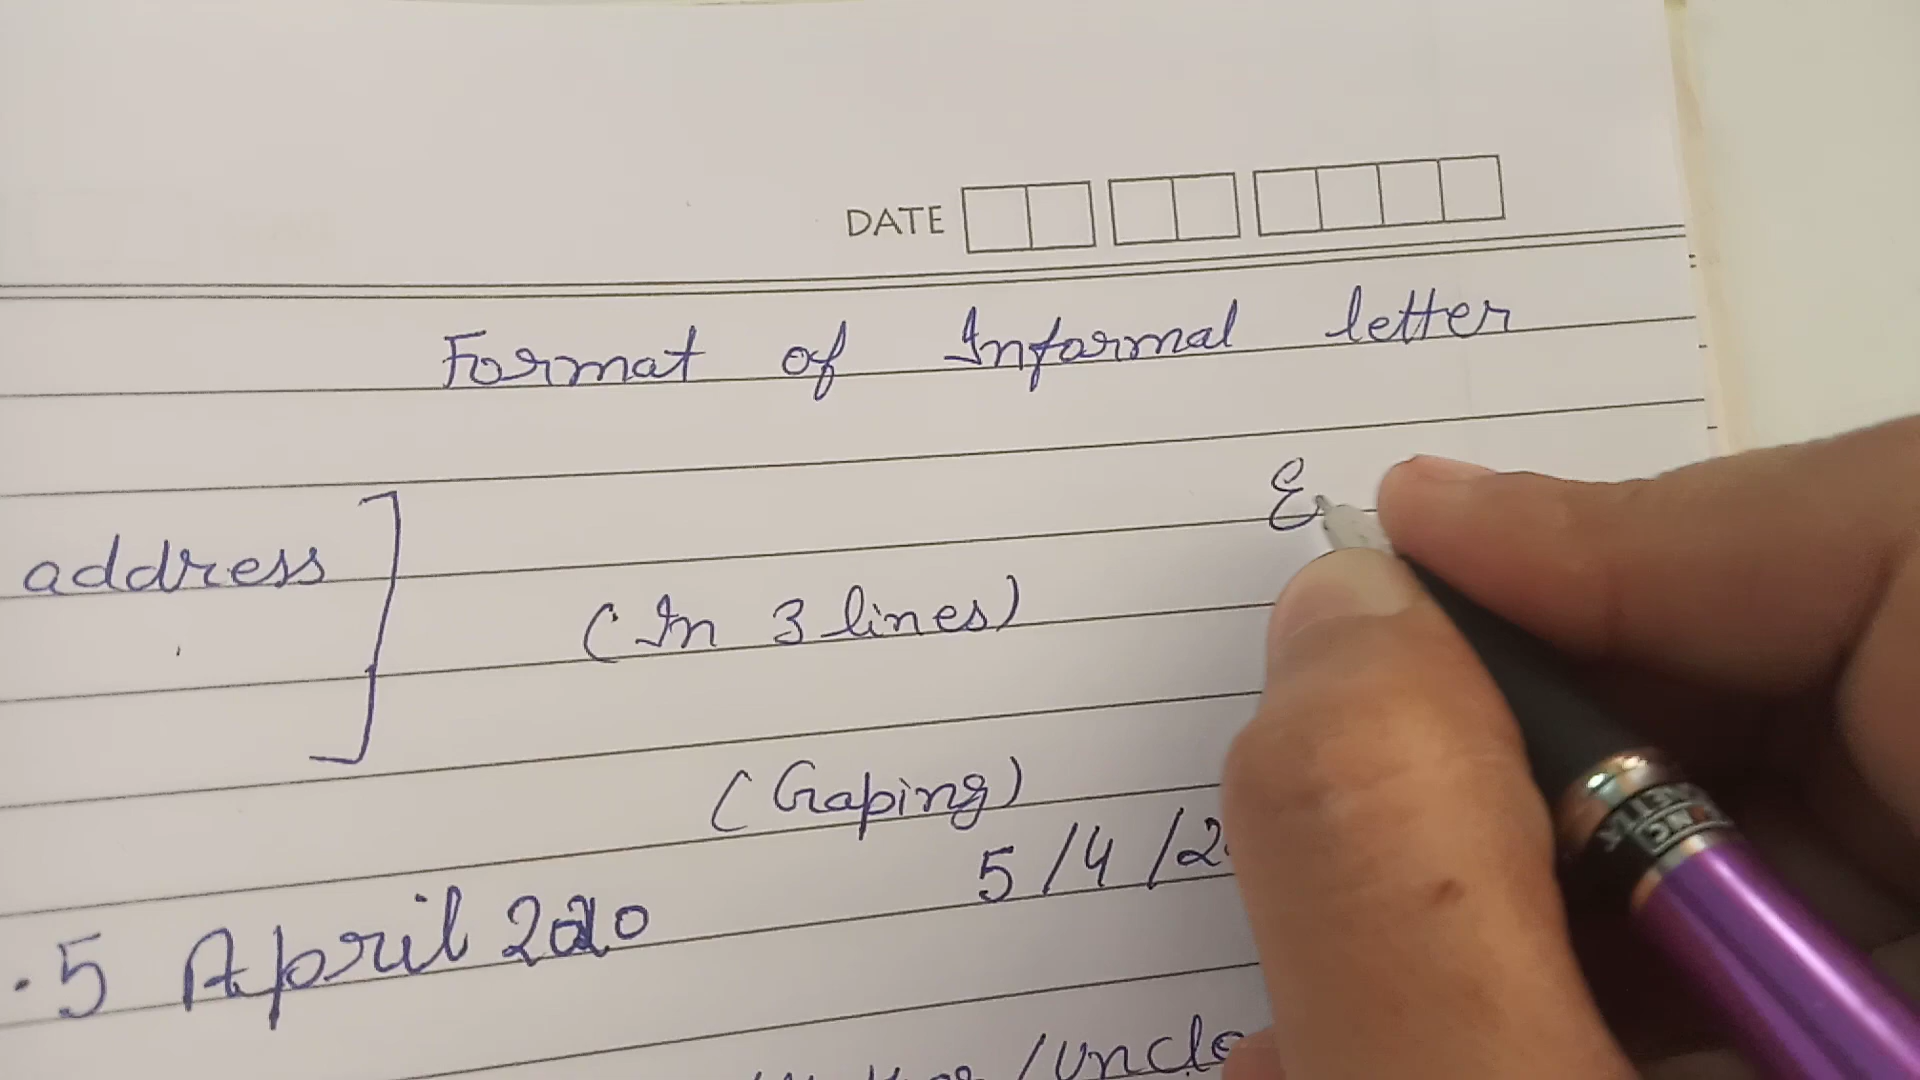 DATE
Format of Informal letter
E
address
(In 3 lines)
(Gaping)
5/4/2
.5 April 2020
/uncle